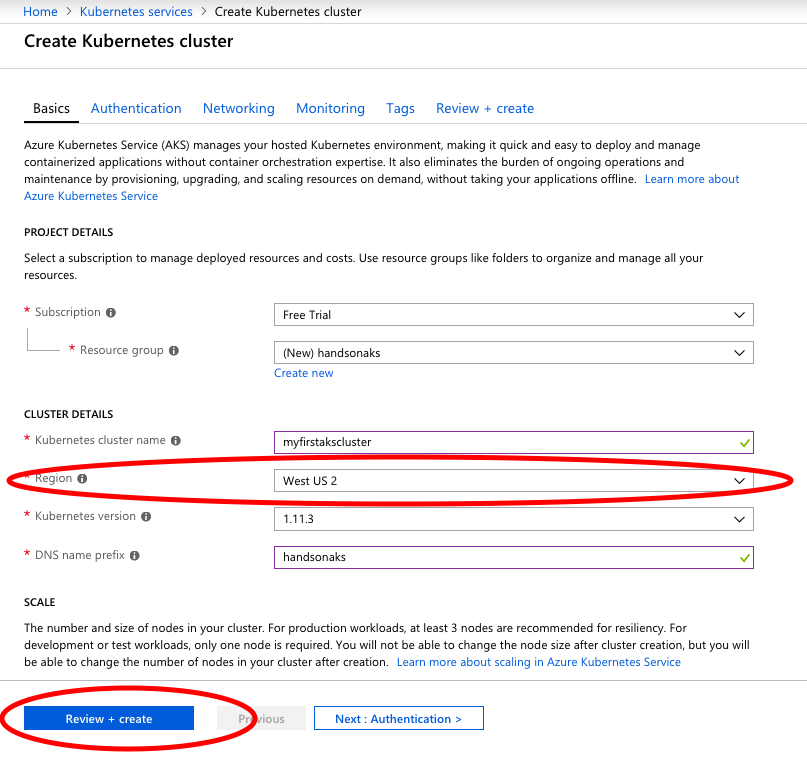 Home > Kubernetes services > Create Kubernetes cluster
Create Kubernetes cluster
Basics Authentication Networking Monitoring Tags Review + create
Azure Kubernetes Service (AKS) manages your hosted Kubernetes environment, making it quick and easy to deploy and manage
containerized applications without container orchestration expertise. It also eliminates the burden of ongoing operations and
maintenance by provisioning, upgrading, and scaling resources on demand, without taking your applications offline. Learn more about
Azure Kubernetes Service
PROJECT DETAILS
Select a subscription to manage deployed resources and costs. Use resource groups like folders to organize and manage all your
resources.
* Subscription Free Trial
* Resource group (New) handsonaks
Create new
CLUSTER DETAILS
* Kubernetes cluster name myfirstakscluster
* Region West US 2
* Kubernetes version 1.11.3
* DNS name prefix handsonaks
SCALE
The number and size of nodes in your cluster. For production workloads, at least 3 nodes are recommended for resiliency. For
development or test workloads, only one node is required. You will not be able to change the node size after cluster creation, but you will
be able to change the number of nodes in your cluster after creation. Learn more about scaling in Azure Kubernetes Service
Review + create Previous Next : Authentication >